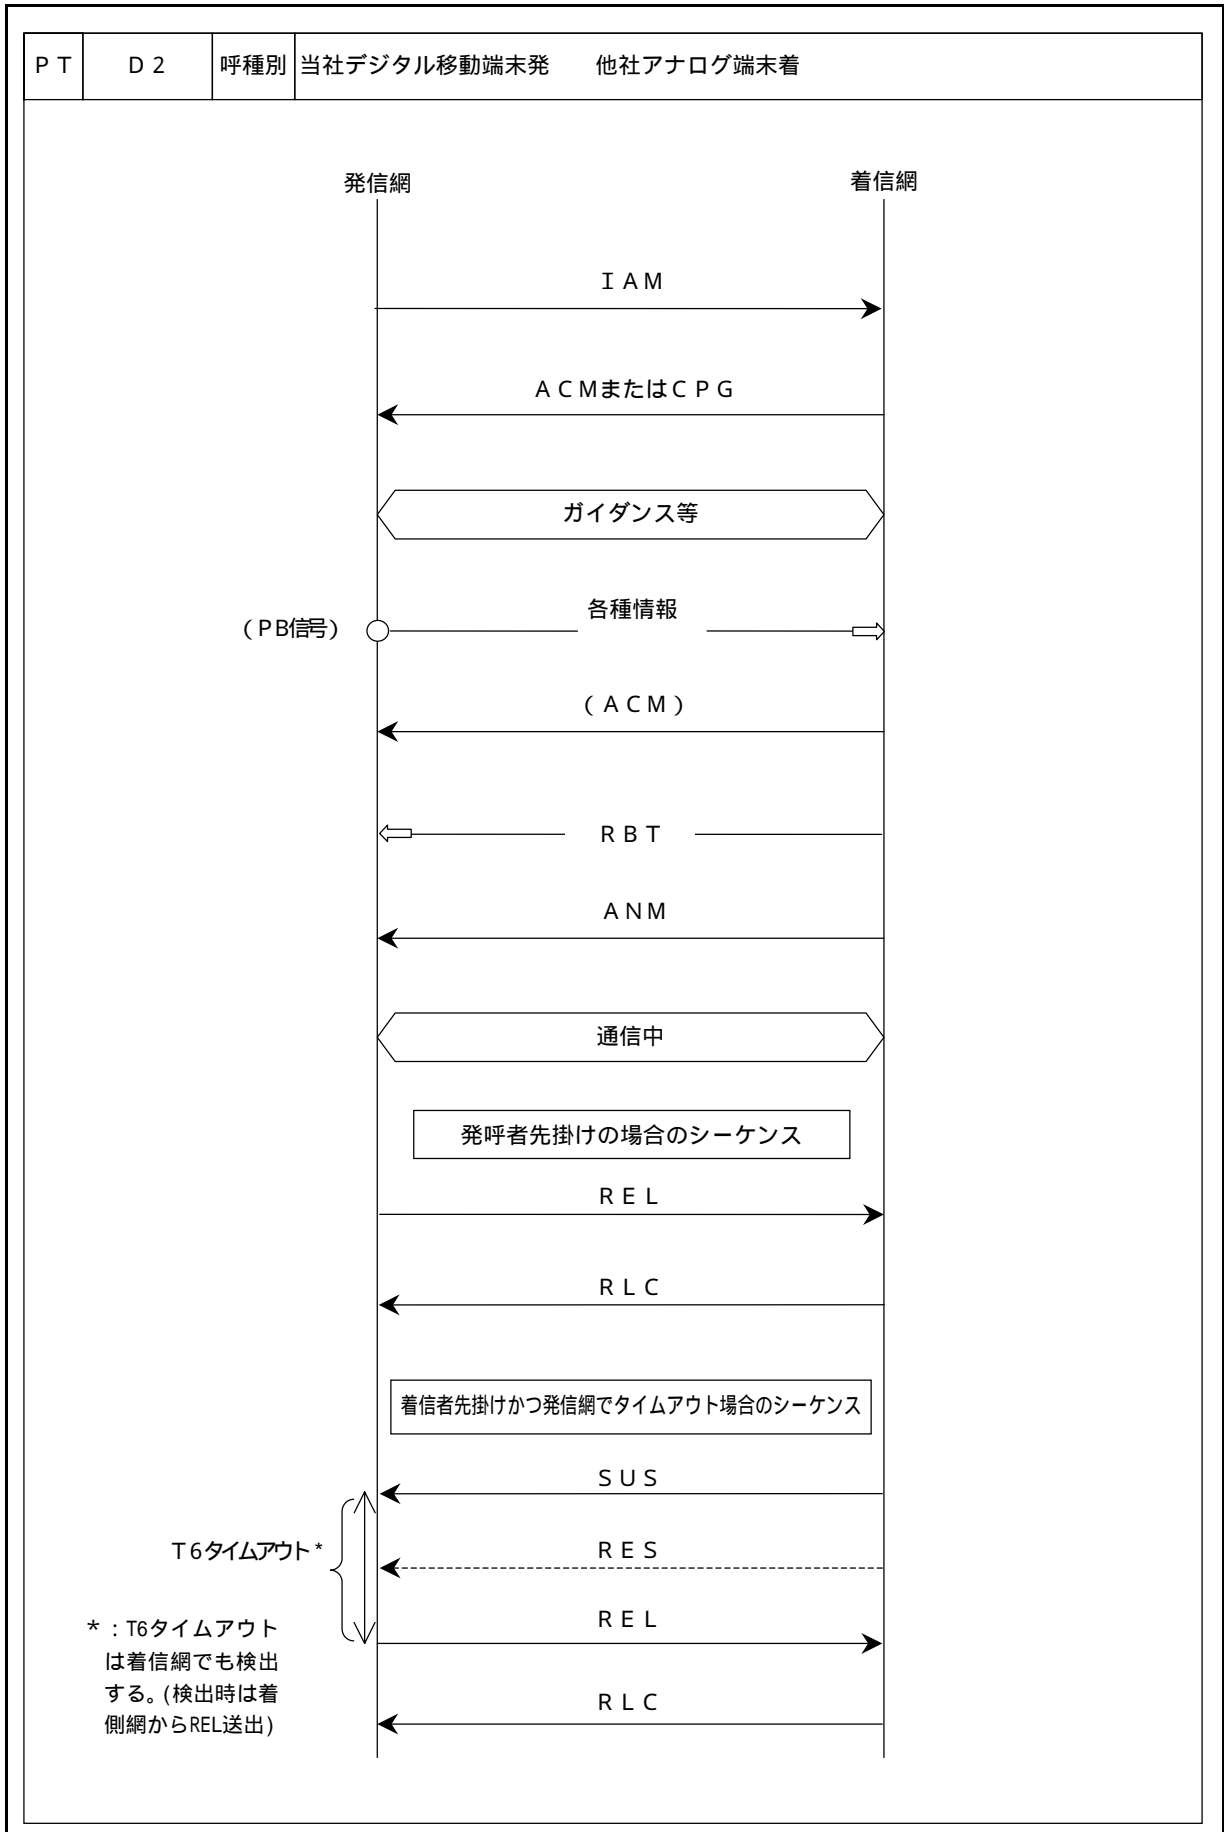 ＰＴ Ｄ２ 呼種別 当社デジタル移動端末発　　他社アナログ端末着
発信網 着信網
ＩＡＭ
ＡＣＭまたはＣＰＧ
ガイダンス等
各種情報
（ＰＢ信号）
（ＡＣＭ）
ＲＢＴ
ＡＮＭ
通信中
発呼者先掛けの場合のシーケンス
ＲＥＬ
ＲＬＣ
着信者先掛けかつ発信網でタイムアウト場合のシーケンス
ＳＵＳ
Ｔ６タイムアウト*
ＲＥＳ
ＲＥＬ
＊：T6タイムアウト
は着信網でも検出
する。(検出時は着
側網からREL送出)
ＲＬＣ